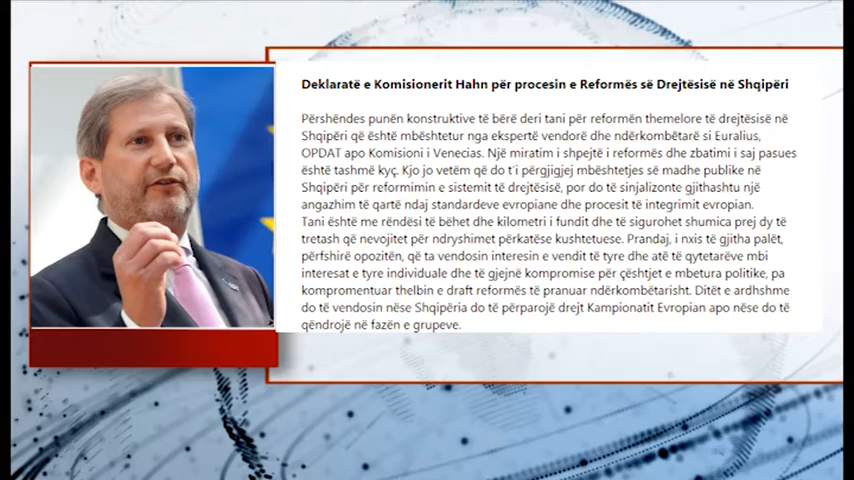 Deklaratë e Komisionerit Hahn për procesin e Reformës së Drejtësisë në Shqipëri
Përshëndes punën konstruktive të bërë deri tani për reformën themelore të drejtësisë në
Shqipëri që është mbështetur nga ekspertë vendorë dhe ndërkombëtarë si Euralius,
OPDAT apo Komisioni i Venecias. Një miratim i shpejtë i reformës dhe zbatimi i saj pasues
është tashmë kyç. Kjo jo vetëm që do t'i përgjigjej mbështetjes së madhe publike në
Shqipëri për reformimin e sistemit të drejtësisë, por do të sinjalizonte gjithashtu një
angazhim të qartë ndaj standardeve evropiane dhe procesit të integrimit evropian.
Tani është me rëndësi të bëhet dhe kilometri i fundit dhe të sigurohet shumica prej dy të
tretash që nevojitet për ndryshimet përkatëse kushtetuese. Prandaj, i nxis të gjitha palët,
përfshirë opozitën, që ta vendosin interesin e vendit të tyre dhe atë të qytetarëve mbi
interesat e tyre individuale dhe të gjejnë kompromise për çështjet e mbetura politike, pa
kompromentuar thelbin e draft reformës të pranuar ndërkombëtarisht. Ditët e ardhshme
do të vendosin nëse Shqipëria do të përparojë drejt Kampionatit Evropian apo nëse do të
qëndrojë në fazën e grupeve.